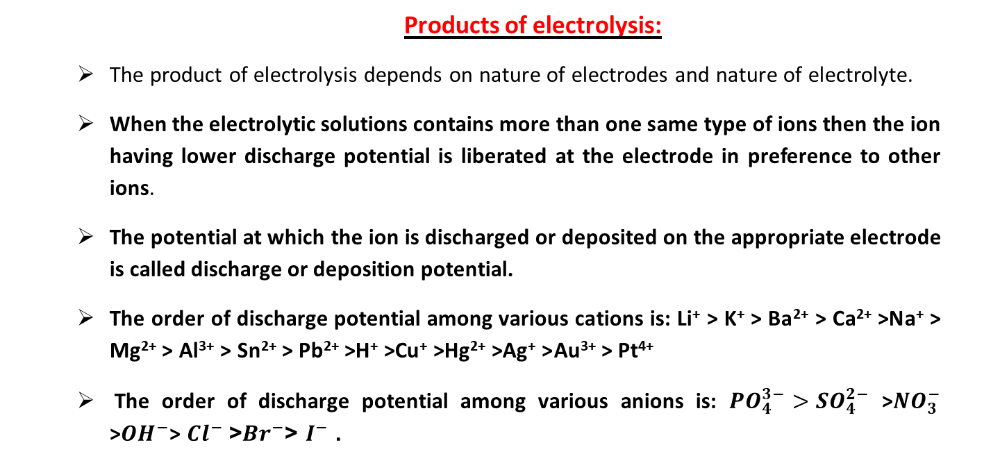 Products of electrolysis:
➢ The product of electrolysis depends on nature of electrodes and nature of electrolyte.
➢ When the electrolytic solutions contains more than one same type of ions then the ion
having lower discharge potential is liberated at the electrode in preference to other
ions.
➢ The potential at which the ion is discharged or deposited on the appropriate electrode
is called discharge or deposition potential.
➢ The order of discharge potential among various cations is: Li⁺ > K⁺ > Ba²⁺ > Ca²⁺ >Na⁺ >
Mg²⁺ > Al³⁺ > Sn²⁺ > Pb²⁺ >H⁺ >Cu⁺ >Hg²⁺ >Ag⁺ >Au³⁺ > Pt⁴⁺
➢ The order of discharge potential among various anions is: PO₄³⁻ > SO₄²⁻ >NO₃⁻
>OH⁻> Cl⁻ >Br⁻> I⁻ .